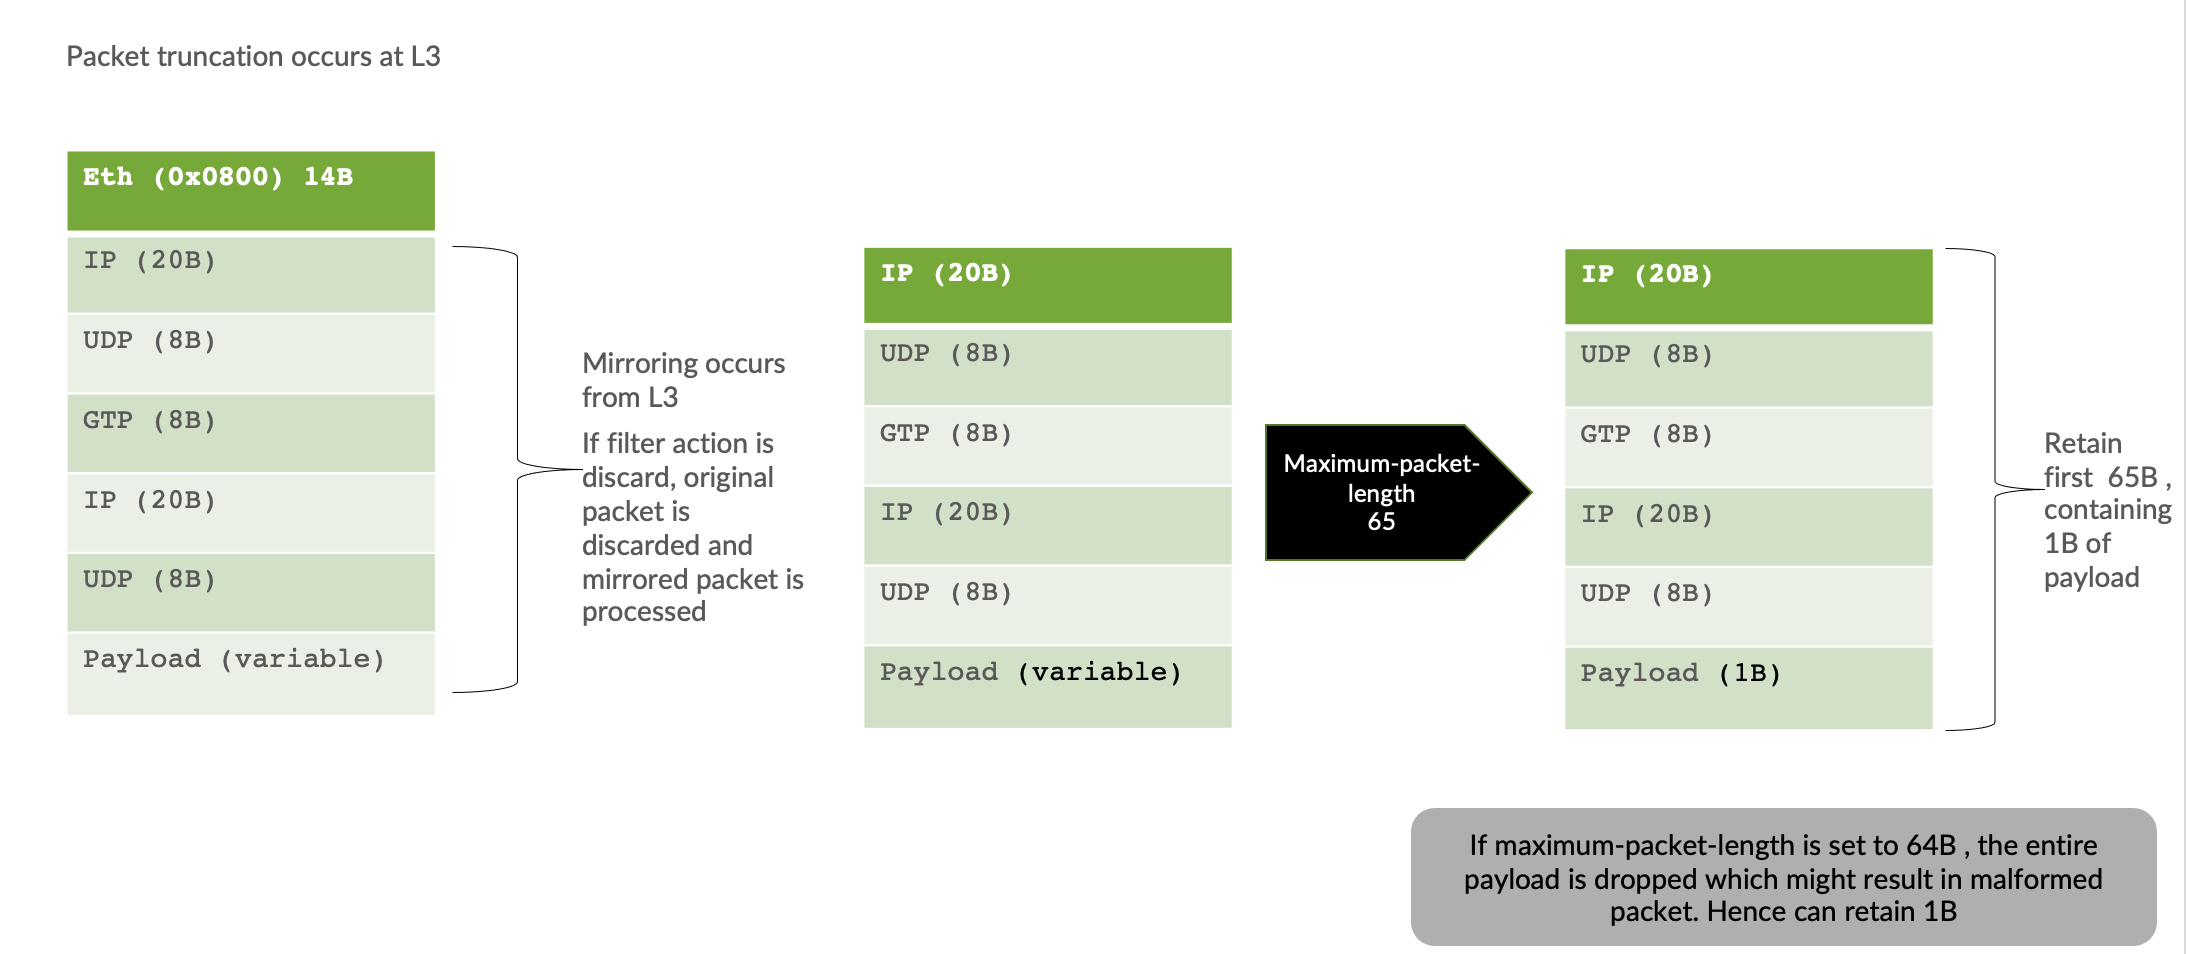 Packet truncation occurs at L3
Eth (0x0800) 14B
IP (20B)
UDP (8B)
GTP (8B)
IP (20B)
UDP (8B)
Payload (variable)
Mirroring occurs
from L3
If filter action is
discard, original
packet is
discarded and
mirrored packet is
processed
IP (20B)
UDP (8B)
GTP (8B)
IP (20B)
UDP (8B)
Payload (variable)
Maximum-packet-
length
65
IP (20B)
UDP (8B)
GTP (8B)
IP (20B)
UDP (8B)
Payload (1B)
Retain
first 65B ,
containing
1B of
payload
If maximum-packet-length is set to 64B , the entire
payload is dropped which might result in malformed
packet. Hence can retain 1B